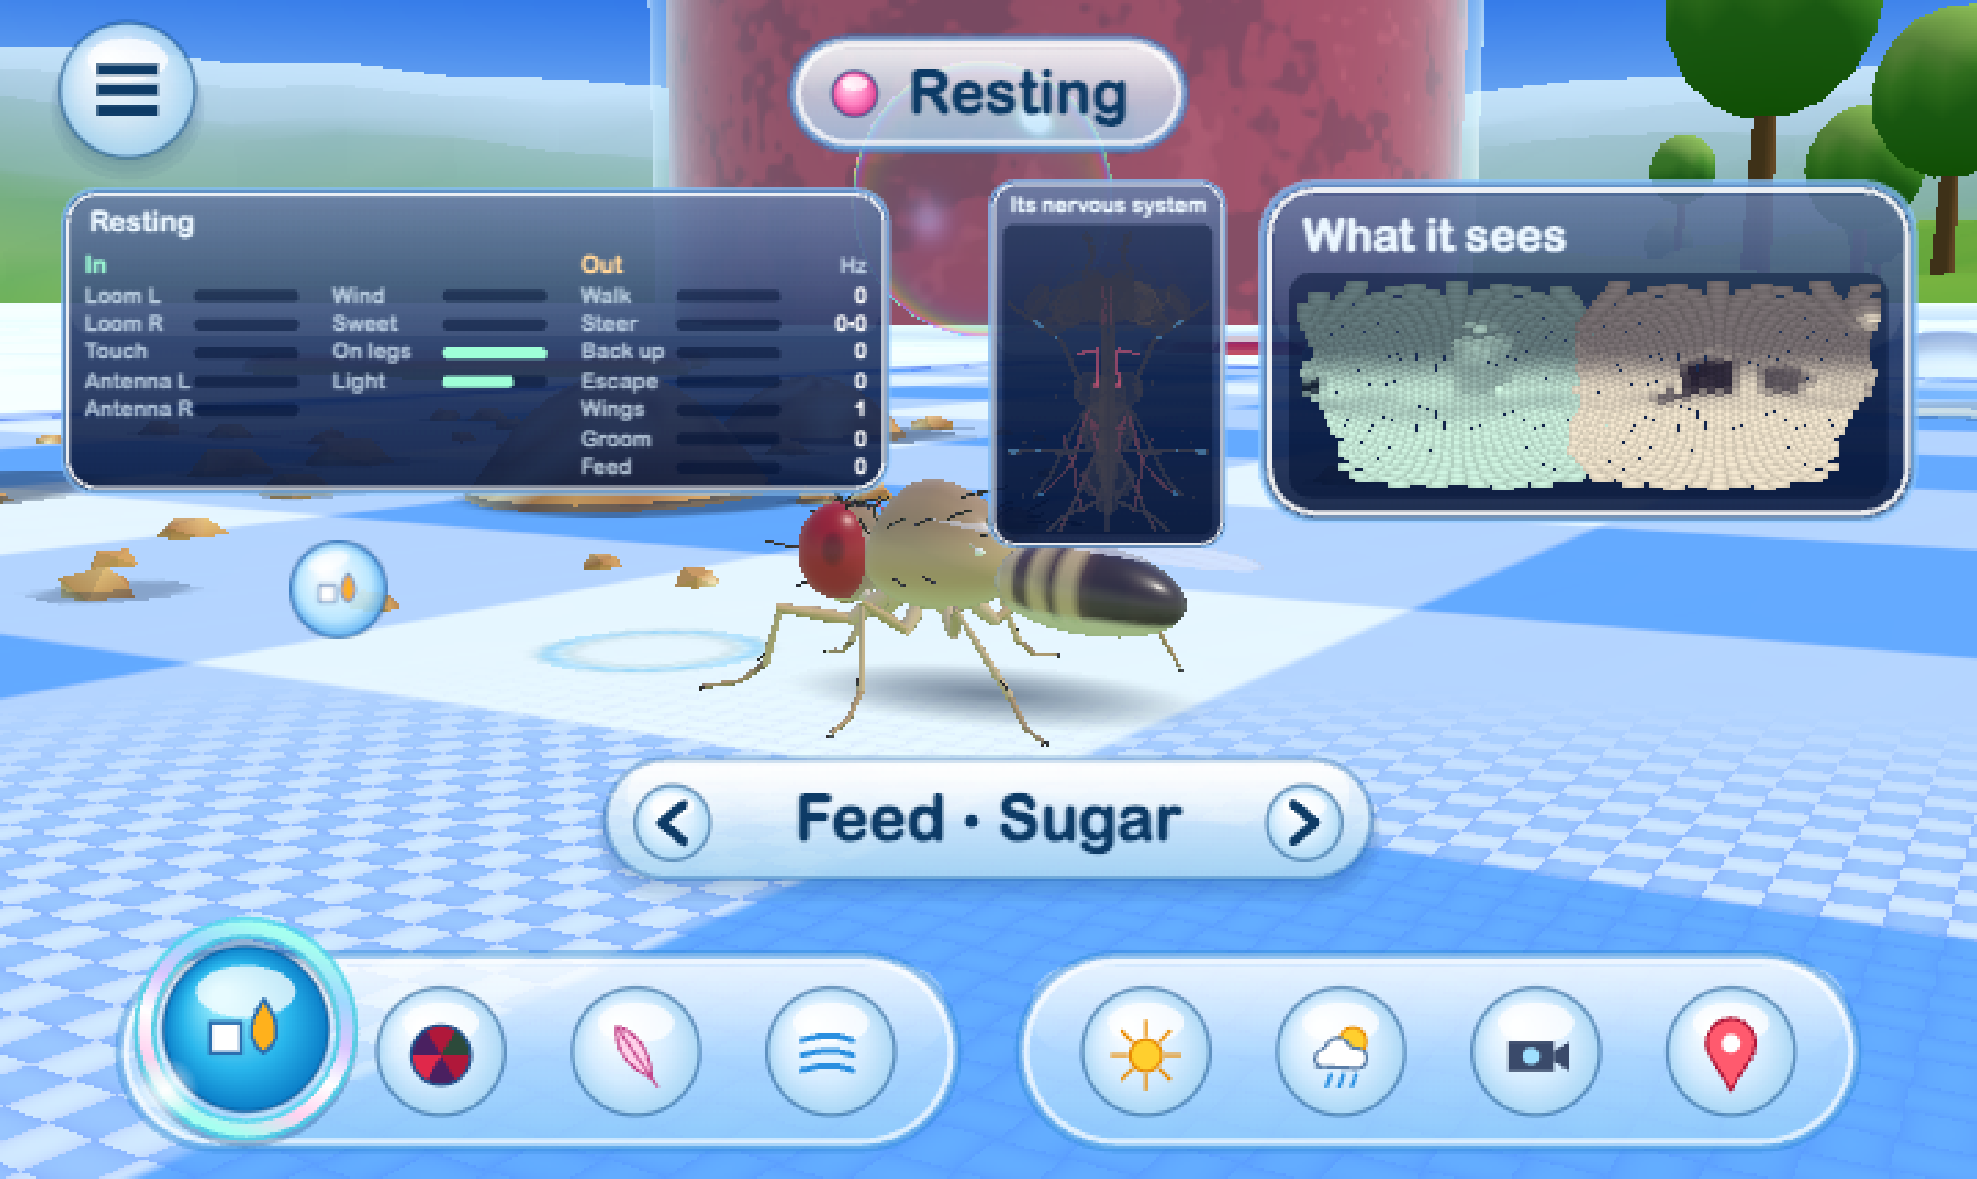 Resting
Resting
In
Loom L
Loom R
Touch
Antenna L
Antenna R
Wind
Sweet
On legs
Light
Out Hz
Walk 0
Steer 0-0
Back up 0
Escape 0
Wings 1
Groom 0
Feed 0
Its nervous system
What it sees
Feed · Sugar